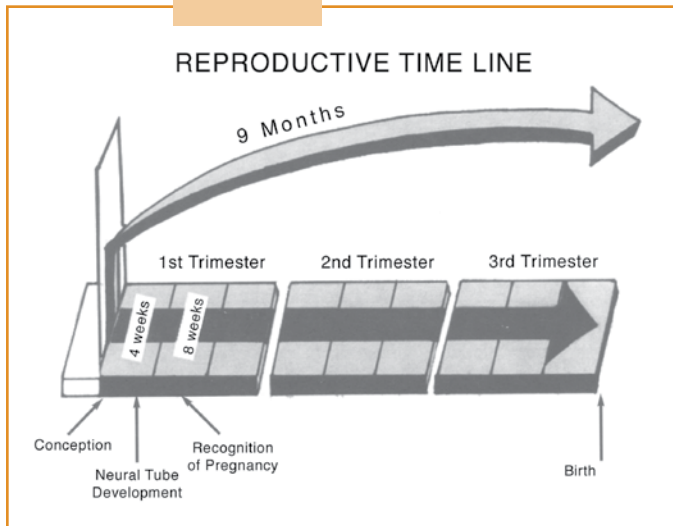 REPRODUCTIVE TIME LINE
9 Months
1st Trimester
2nd Trimester
3rd Trimester
4 weeks
8 weeks
Conception
Neural Tube
Development
Recognition
of Pregnancy
Birth